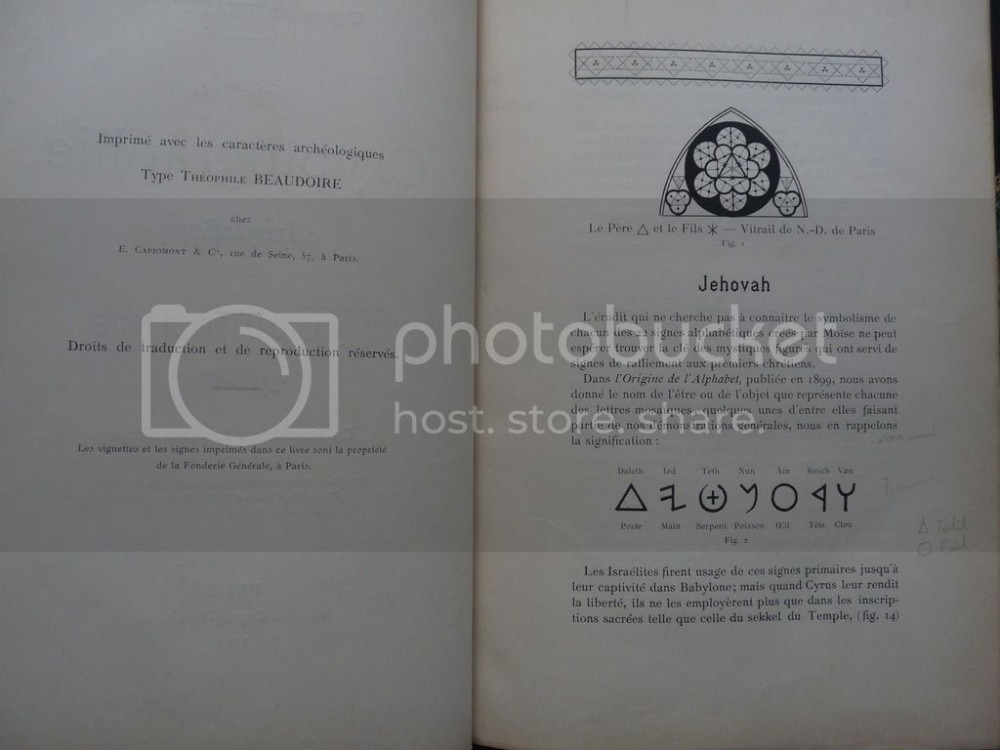 Imprimé avec les caractères archéologiques
Type THÉOPHILE BEAUDOIRE
chez
E. CAPIOMONT & Cie, rue de Seine, 57, à Paris.
Droits de traduction et de reproduction réservés.
Les vignettes et les signes imprimés dans ce livre sont la propriété
de la Fonderie Générale, à Paris.
Le Père △ et le Fils — Vitrail de N.-D. de Paris
Fig. 1
Jehovah
L'érudit qui ne cherche pas à connaître le symbolisme de
chacun des 22 signes alphabétiques créés par Moïse ne peut
espérer trouver la clé des mystiques figures qui ont servi de
signes de ralliement aux premiers chrétiens.
Dans l'Origine de l'Alphabet, publiée en 1899, nous avons
donné le nom de l'être ou de l'objet que représente chacune
des lettres mosaïques, quelques unes d'entre elles faisant
partie de nos démonstrations générales, nous en rappelons
la signification :
Daleth Iod Teth Nun Aïn Resch Vau
Porte Main Serpent Poisson Œil Tête Clou
Fig. 2
Les Israélites firent usage de ces signes primaires jusqu'à
leur captivité dans Babylone; mais quand Cyrus leur rendit
la liberté, ils ne les employèrent plus que dans les inscrip-
tions sacrées telle que celle du sekkel du Temple, (fig. 14)
photobucket
host. store. share.